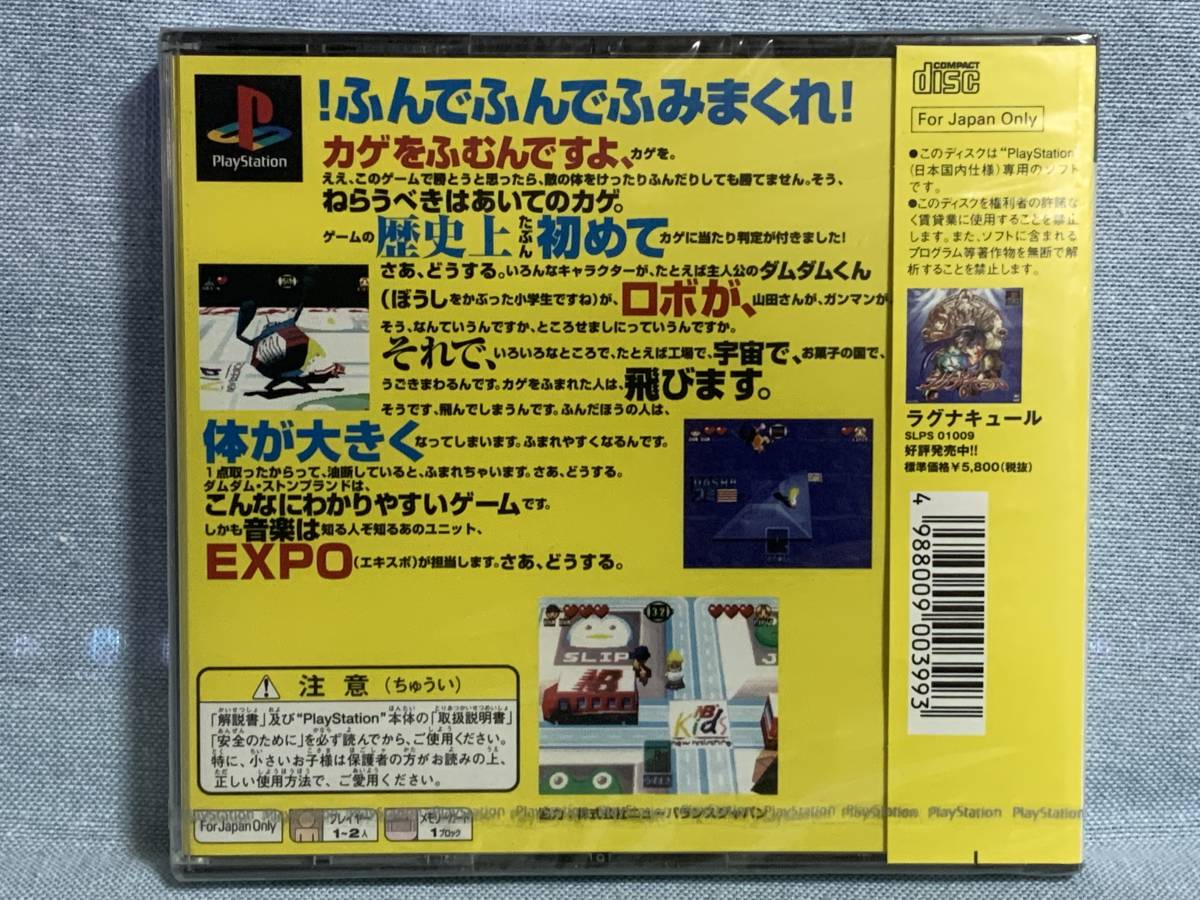 PlayStation
!ふんでふんでふみまくれ!
カゲをふむんですよ、カゲを。
ええ、このゲームで勝とうと思ったら、敵の体をけったりふんだりしても勝てません。そう、
ねらうべきはあいてのカゲ。
ゲームの歴史上たぶん初めてカゲに当たり判定が付きました!
さあ、どうする。いろんなキャラクターが、たとえば主人公のダムダムくん
(ぼうしをかぶった小学生ですね)が、ロボが、山田さんが、ガンマンが、
そう、なんていうんですか、ところせましにっていうんですか。
それで、いろいろなところで、たとえば工場で、宇宙で、お菓子の国で、
うごきまわるんです。カゲをふまれた人は、飛びます。
そうです、飛んでしまうんです。ふんだほうの人は、
体が大きくなってしまいます。ふまれやすくなるんです。
1点取ったからって、油断していると、ふまれちゃいます。さあ、どうする。
ダムダム・ストンプランドは、
こんなにわかりやすいゲームです。
しかも音楽は知る人ぞ知るあのユニット、
EXPO(エキスポ)が担当します。さあ、どうする。
SLIP
NB
NB's
Kids
new balance
注意(ちゅうい)
「解説書」及び"PlayStation"本体の「取扱説明書」
「安全のために」を必ず読んでから、ご使用ください。
特に、小さいお子様は保護者の方がお読みの上、
正しい使用方法で、ご愛用ください。
For Japan Only
プレイヤー
1~2人
メモリーカード
1ブロック
協力:株式会社ニューバランスジャパン
PlayStation PlayStation PlayStation PlayStation PlayStation PlayStation PlayStation
COMPACT
disc
For Japan Only
●このディスクは"PlayStation"
(日本国内仕様)専用のソフト
です。
●このディスクを権利者の許諾な
く賃貸業に使用することを禁止
します。また、ソフトに含まれる
プログラム等著作物を無断で解
析することを禁止します。
ラグナキュール
SLPS 01009
好評発売中!!
標準価格¥5,800(税抜)
4 988009 003993